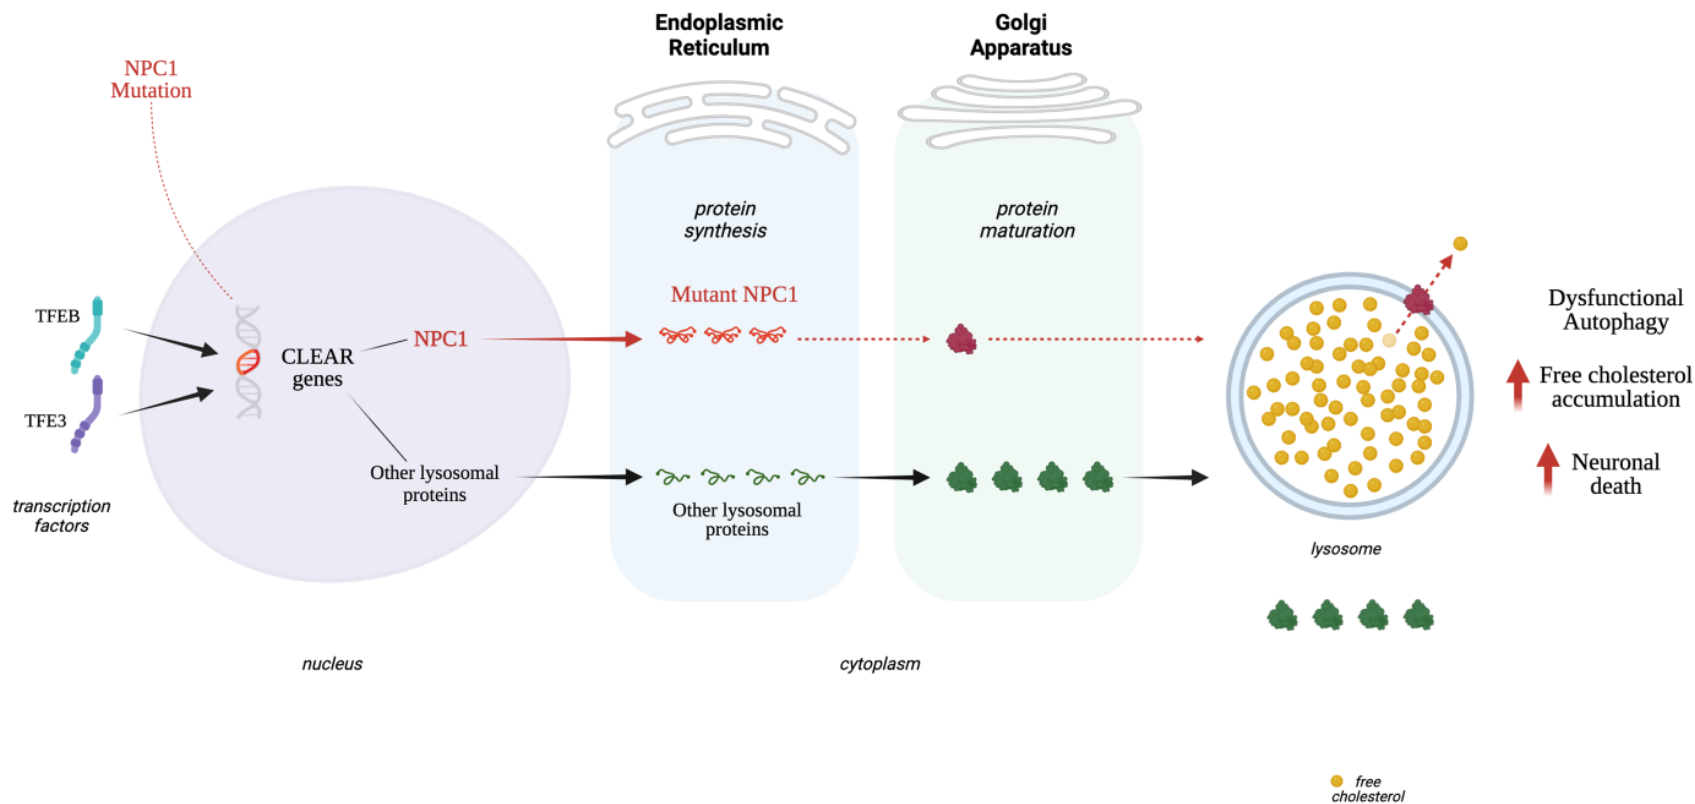 Endoplasmic
Reticulum
Golgi
Apparatus
NPC1
Mutation
protein
synthesis
protein
maturation
Mutant NPC1
TFEB
CLEAR
genes
NPC1
Dysfunctional
Autophagy
Free cholesterol
accumulation
TFE3
Other lysosomal
proteins
Neuronal
death
transcription
factors
Other lysosomal
proteins
lysosome
nucleus
cytoplasm
free
cholesterol